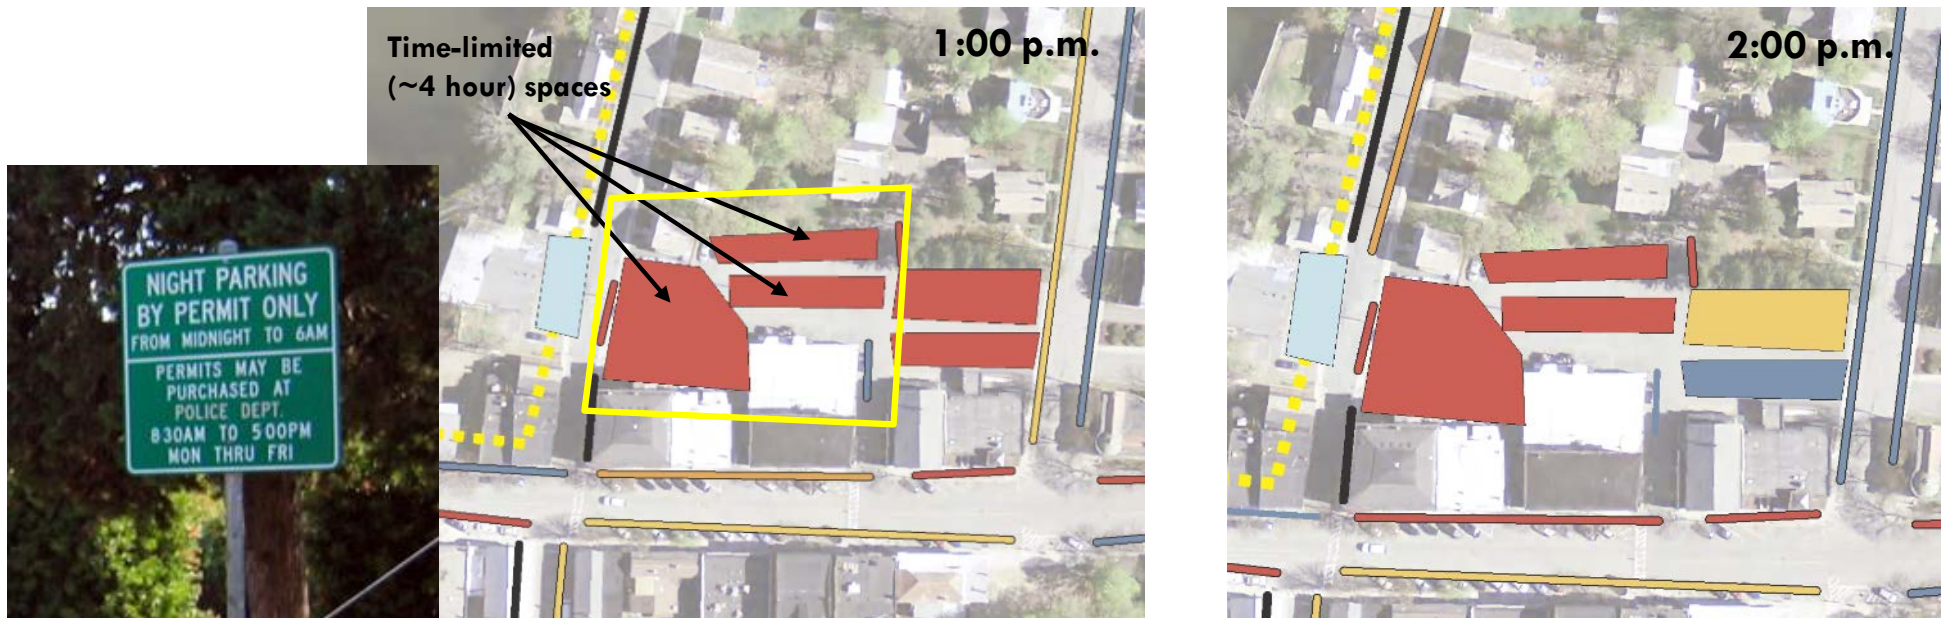 Time-limited
(~4 hour) spaces
1:00 p.m.
2:00 p.m.
NIGHT PARKING
BY PERMIT ONLY
FROM MIDNIGHT TO 6AM
PERMITS MAY BE
PURCHASED AT
POLICE DEPT.
830AM TO 500PM
MON THRU FRI